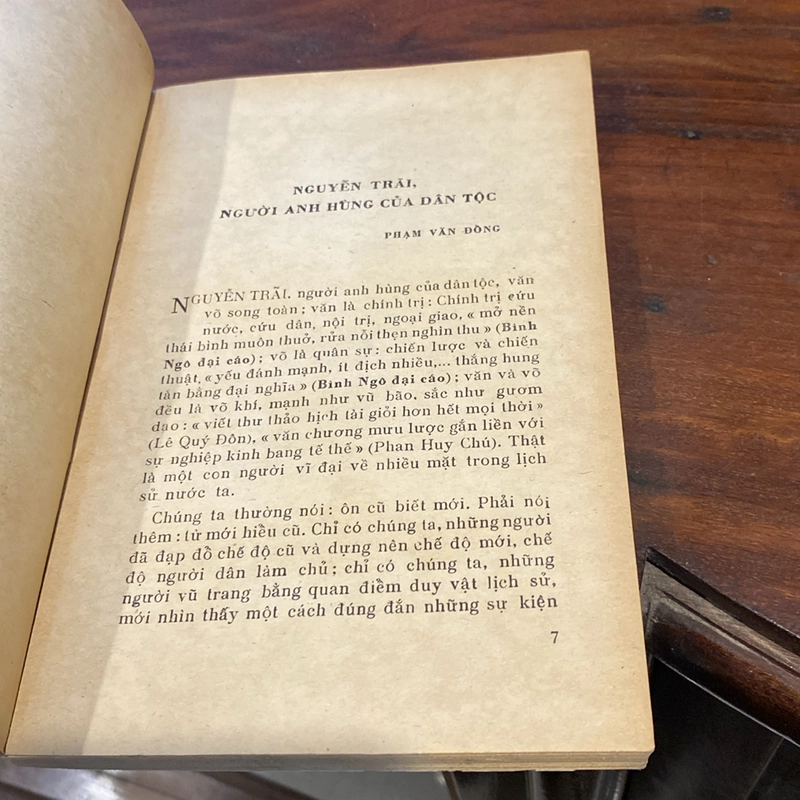 NGUYỄN TRÃI,
NGƯỜI ANH HÙNG CỦA DÂN TỘC
PHẠM VĂN ĐỒNG
NGUYỄN TRÃI, người anh hùng của dân tộc, văn
võ song toàn; văn là chính trị: Chính trị cứu
nước, cứu dân, nội trị, ngoại giao, « mở nền
thái bình muôn thuở, rửa nỗi thẹn nghìn thu » (Bình
Ngô đại cáo); võ là quân sự: chiến lược và chiến
thuật, « yếu đánh mạnh, ít địch nhiều,... thắng hung
tàn bằng đại nghĩa » (Bình Ngô đại cáo); văn và võ
đều là võ khí, mạnh như vũ bão, sắc như gươm
dao: « viết thư thảo hịch tài giỏi hơn hết mọi thời »
(Lê Quý Đôn), « văn chương mưu lược gắn liền với
sự nghiệp kinh bang tế thế » (Phan Huy Chú). Thật
là một con người vĩ đại về nhiều mặt trong lịch
sử nước ta.
Chúng ta thường nói: ôn cũ biết mới. Phải nói
thêm: từ mới hiểu cũ. Chỉ có chúng ta, những người
đã đạp đổ chế độ cũ và dựng nên chế độ mới, chế
độ người dân làm chủ; chỉ có chúng ta, những
người vũ trang bằng quan điểm duy vật lịch sử,
mới nhìn thấy một cách đúng đắn những sự kiện
7